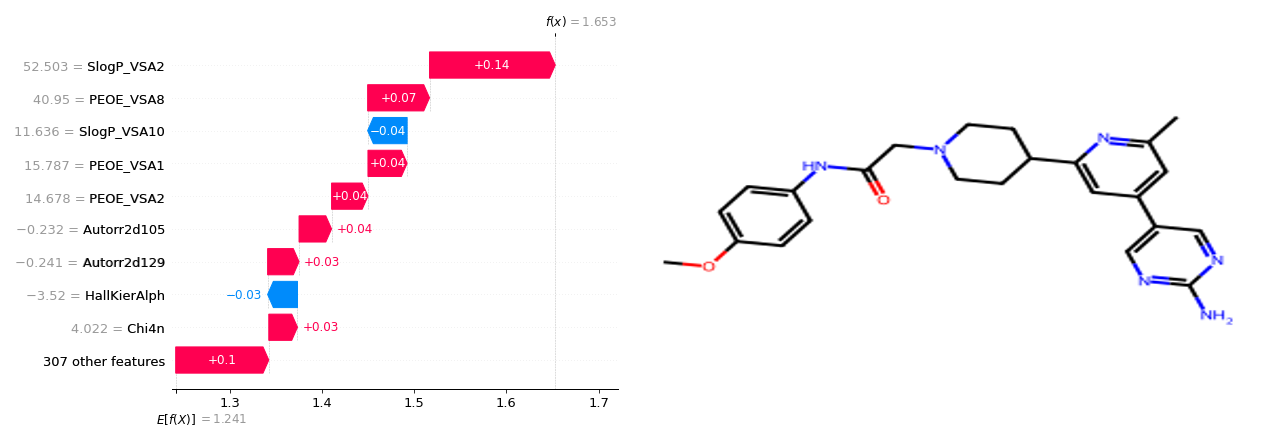 f(x) = 1.653
52.503 = SlogP_VSA2
+0.14
40.95 = PEOE_VSA8
+0.07
11.636 = SlogP_VSA10
−0.04
15.787 = PEOE_VSA1
+0.04
14.678 = PEOE_VSA2
+0.04
−0.232 = Autorr2d105
+0.04
−0.241 = Autorr2d129
+0.03
−3.52 = HallKierAlph
−0.03
4.022 = Chi4n
+0.03
307 other features
+0.1
1.3 1.4 1.5 1.6 1.7
E[f(X)] = 1.241
HN
O
O
N
N
N
N
NH₂